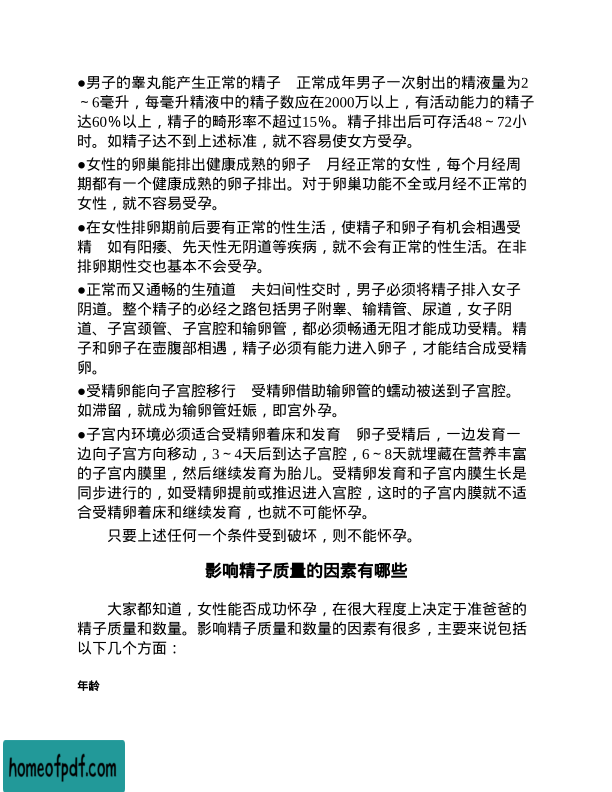 ●男子的睾丸能产生正常的精子　正常成年男子一次射出的精液量为2
～6毫升，每毫升精液中的精子数应在2000万以上，有活动能力的精子
达60%以上，精子的畸形率不超过15%。精子排出后可存活48～72小
时。如精子达不到上述标准，就不容易使女方受孕。
●女性的卵巢能排出健康成熟的卵子　月经正常的女性，每个月经周
期都有一个健康成熟的卵子排出。对于卵巢功能不全或月经不正常的
女性，就不容易受孕。
●在女性排卵期前后要有正常的性生活，使精子和卵子有机会相遇受
精　如有阳痿、先天性无阴道等疾病，就不会有正常的性生活。在非
排卵期性交也基本不会受孕。
●正常而又通畅的生殖道　夫妇间性交时，男子必须将精子排入女子
阴道。整个精子的必经之路包括男子附睾、输精管、尿道，女子阴
道、子宫颈管、子宫腔和输卵管，都必须畅通无阻才能成功受精。精
子和卵子在壶腹部相遇，精子必须有能力进入卵子，才能结合成受精
卵。
●受精卵能向子宫腔移行　受精卵借助输卵管的蠕动被送到子宫腔。
如滞留，就成为输卵管妊娠，即宫外孕。
●子宫内环境必须适合受精卵着床和发育　卵子受精后，一边发育一
边向子宫方向移动，3～4天后到达子宫腔，6～8天就埋藏在营养丰富
的子宫内膜里，然后继续发育为胎儿。受精卵发育和子宫内膜生长是
同步进行的，如受精卵提前或推迟进入宫腔，这时的子宫内膜就不适
合受精卵着床和继续发育，也就不可能怀孕。
只要上述任何一个条件受到破坏，则不能怀孕。
影响精子质量的因素有哪些
大家都知道，女性能否成功怀孕，在很大程度上决定于准爸爸的
精子质量和数量。影响精子质量和数量的因素有很多，主要来说包括
以下几个方面：
年龄
homeofpdf.com